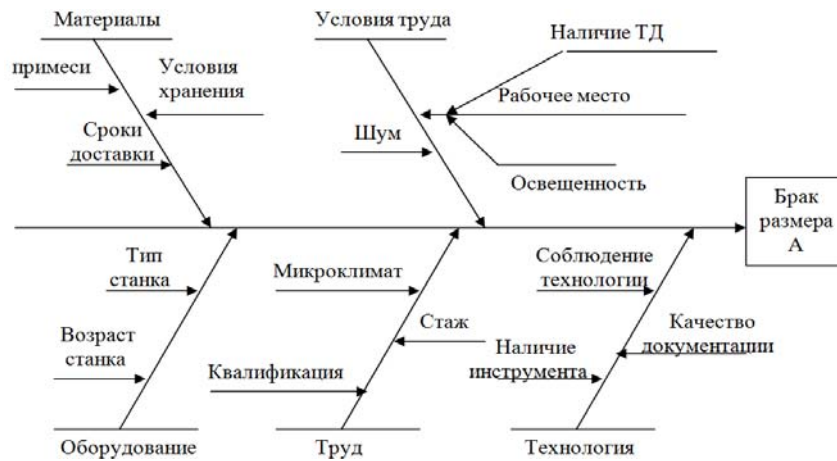 Материалы
Условия труда
Наличие ТД
примеси
Условия
хранения
Рабочее место
Сроки
доставки
Шум
Освещенность
Брак
размера
А
Тип
станка
Микроклимат
Соблюдение
технологии
Возраст
станка
Стаж
Качество
документации
Квалификация
Наличие
инструмента
Оборудование
Труд
Технология